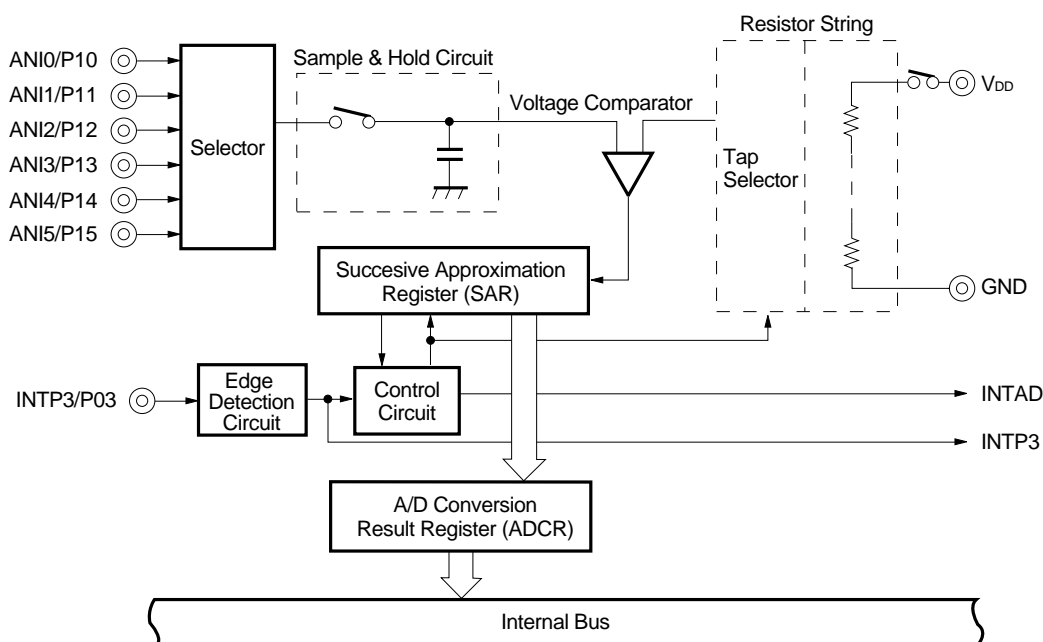 Resistor String
ANI0/P10
ANI1/P11
ANI2/P12
ANI3/P13
ANI4/P14
ANI5/P15
Selector
Sample & Hold Circuit
Voltage Comparator
Tap
Selector
VDD
GND
Succesive Approximation
Register (SAR)
INTP3/P03
Edge
Detection
Circuit
Control
Circuit
INTAD
INTP3
A/D Conversion
Result Register (ADCR)
Internal Bus